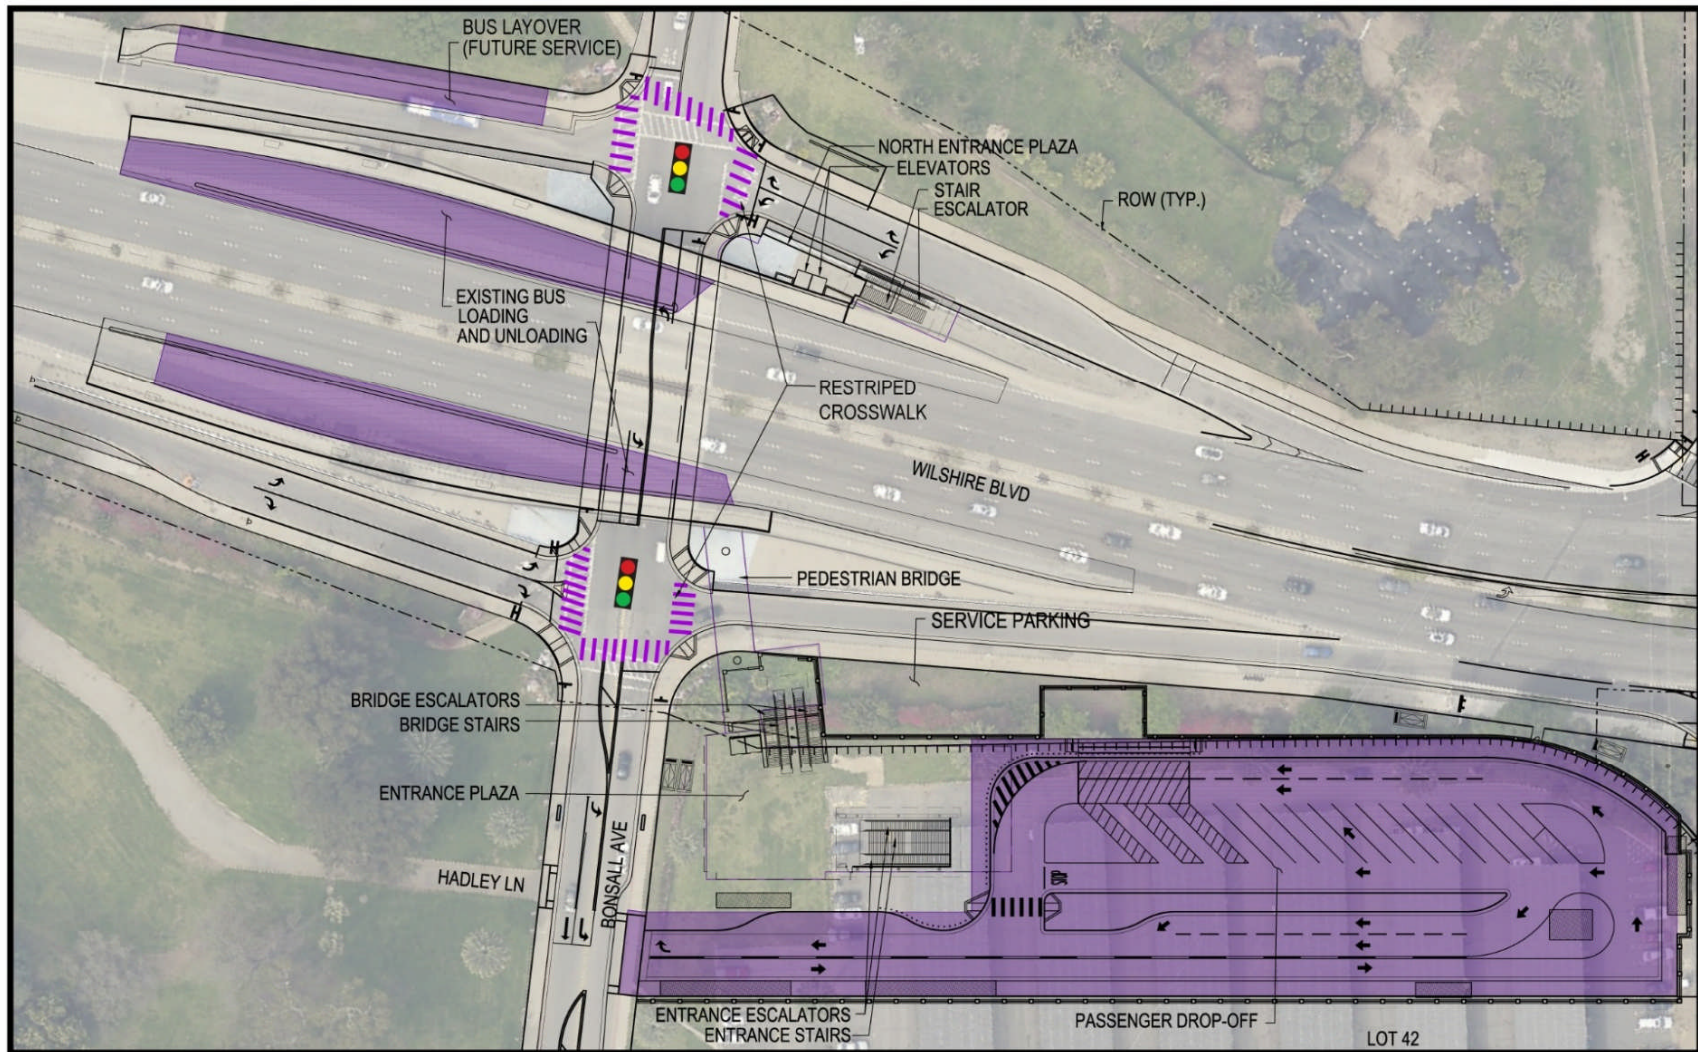 BUS LAYOVER
(FUTURE SERVICE)
NORTH ENTRANCE PLAZA
ELEVATORS
STAIR
ESCALATOR
ROW (TYP.)
EXISTING BUS
LOADING
AND UNLOADING
RESTRIPED
CROSSWALK
WILSHIRE BLVD
PEDESTRIAN BRIDGE
SERVICE PARKING
BRIDGE ESCALATORS
BRIDGE STAIRS
ENTRANCE PLAZA
HADLEY LN
BONSALL AVE
ENTRANCE ESCALATORS
ENTRANCE STAIRS
PASSENGER DROP-OFF
LOT 42